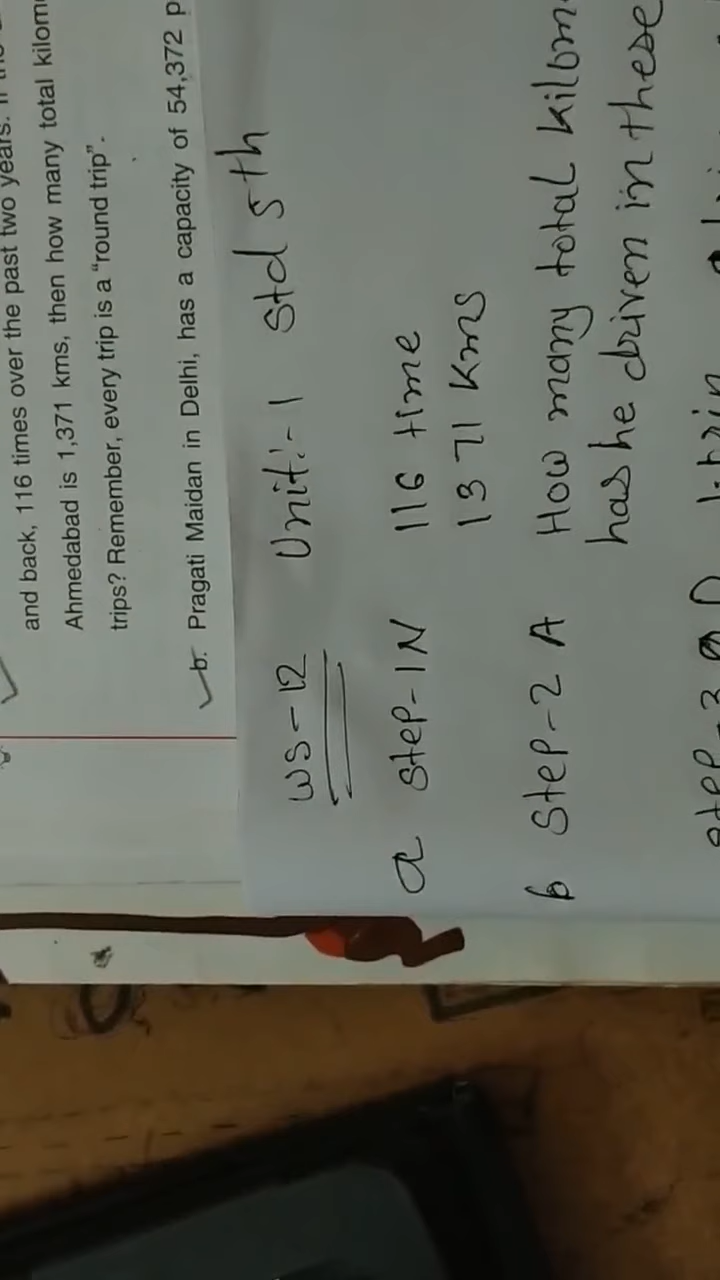 and back, 116 times over the past two years.
Ahmedabad is 1,371 kms, then how many total
trips? Remember, every trip is a “round trip”.
b. Pragati Maidan in Delhi, has a capacity of 54,372
WS-12 Unit:-1 Std 5th
a Step-1N 116 time
1371 Kms
b Step-2 A How many total
has he driven in these